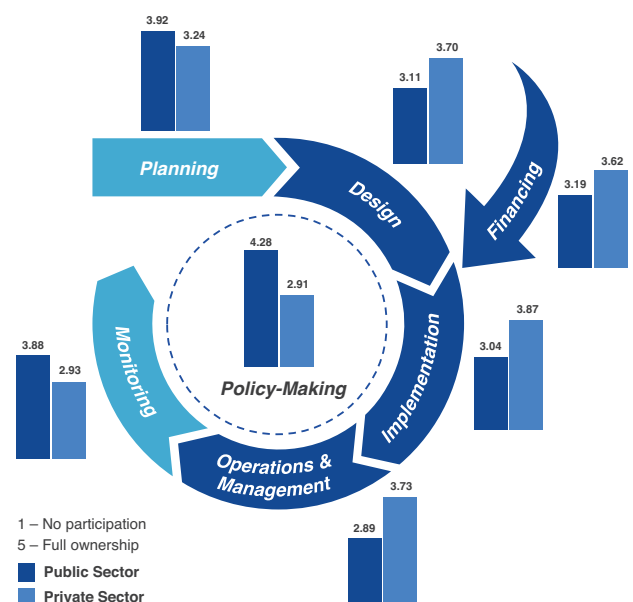 3.92
3.24
3.11
3.70
Planning
Design
Financing
3.19
3.62
4.28
2.91
Policy-Making
3.04
3.87
Implementation
3.88
2.93
Monitoring
Operations &
Management
2.89
3.73
1 – No participation
5 – Full ownership
Public Sector
Private Sector